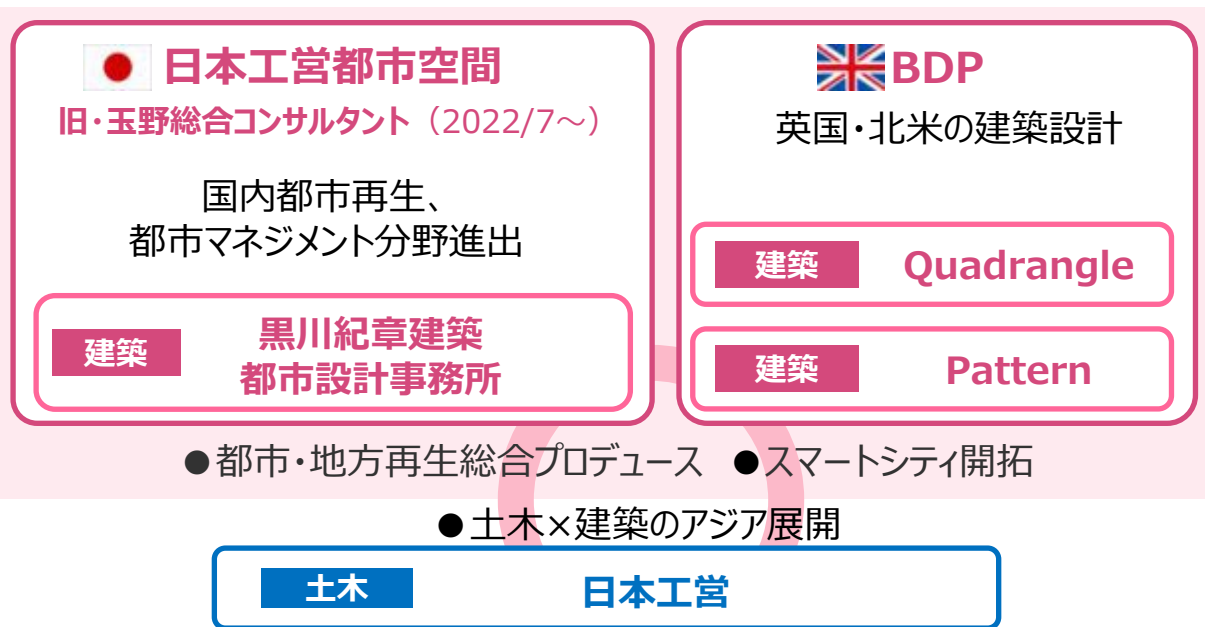 日本工営都市空間
旧・玉野総合コンサルタント（2022/7～）
国内都市再生、
都市マネジメント分野進出
建築
黒川紀章建築
都市設計事務所
BDP
英国・北米の建築設計
建築 Quadrangle
建築 Pattern
●都市・地方再生総合プロデュース ●スマートシティ開拓
●土木×建築のアジア展開
土木 日本工営